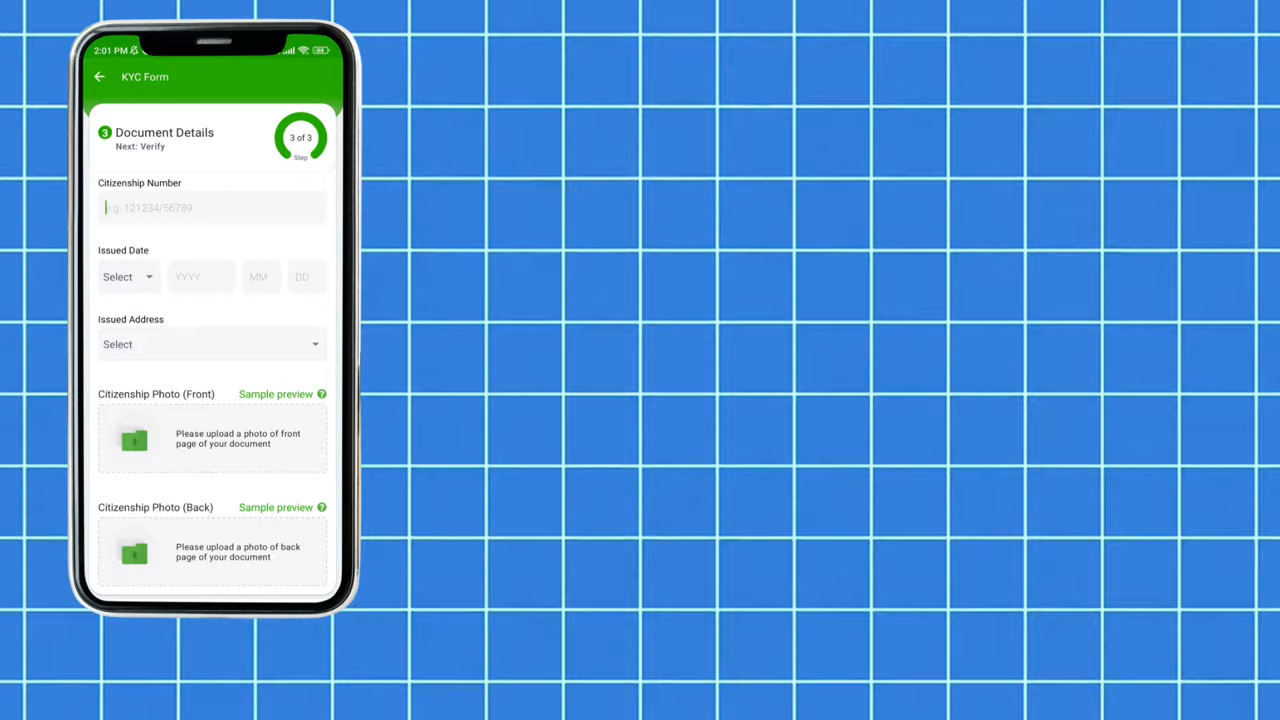 2:01 PM
KYC Form
3 Document Details
Next: Verify
3 of 3
Step
Citizenship Number
e.g. 121234/56789
Issued Date
Select YYYY MM DD
Issued Address
Select
Citizenship Photo (Front) Sample preview ?
Please upload a photo of front
page of your document
Citizenship Photo (Back) Sample preview ?
Please upload a photo of back
page of your document